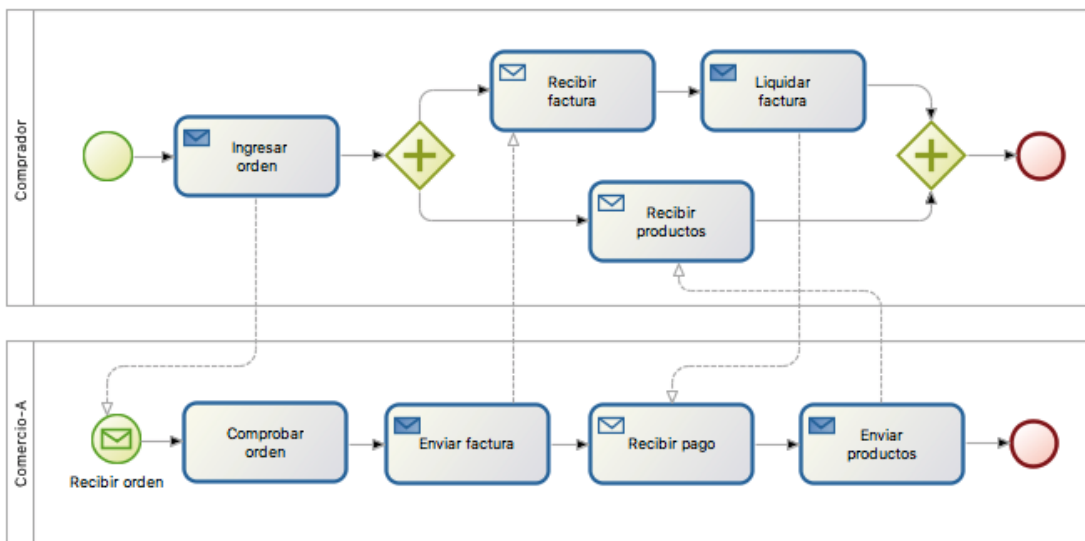 Comprador
Ingresar
orden
Recibir
factura
Liquidar
factura
Recibir
productos
Comercio-A
Recibir orden
Comprobar
orden
Enviar factura
Recibir pago
Enviar
productos